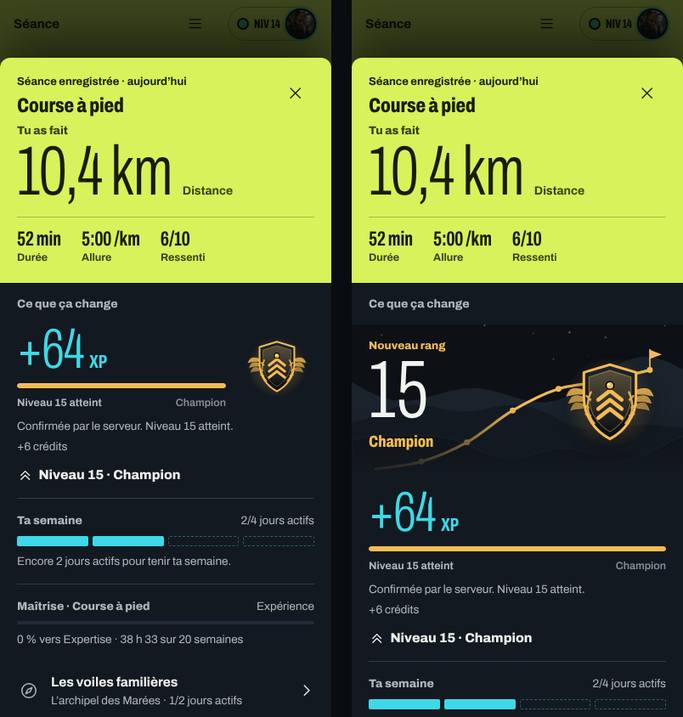 Séance
NIV 14
Séance enregistrée · aujourd’hui
Course à pied
Tu as fait
10,4 km Distance
52 min 5:00 /km 6/10
Durée Allure Ressenti
Ce que ça change
+64 XP
Niveau 15 atteint Champion
Confirmée par le serveur. Niveau 15 atteint.
+6 crédits
Niveau 15 · Champion
Ta semaine 2/4 jours actifs
Encore 2 jours actifs pour tenir ta semaine.
Maîtrise · Course à pied Expérience
0 % vers Expertise · 38 h 33 sur 20 semaines
Les voiles familières
L’archipel des Marées · 1/2 jours actifs
Séance
NIV 14
Séance enregistrée · aujourd’hui
Course à pied
Tu as fait
10,4 km Distance
52 min 5:00 /km 6/10
Durée Allure Ressenti
Ce que ça change
Nouveau rang
15
Champion
+64 XP
Niveau 15 atteint Champion
Confirmée par le serveur. Niveau 15 atteint.
+6 crédits
Niveau 15 · Champion
Ta semaine 2/4 jours actifs